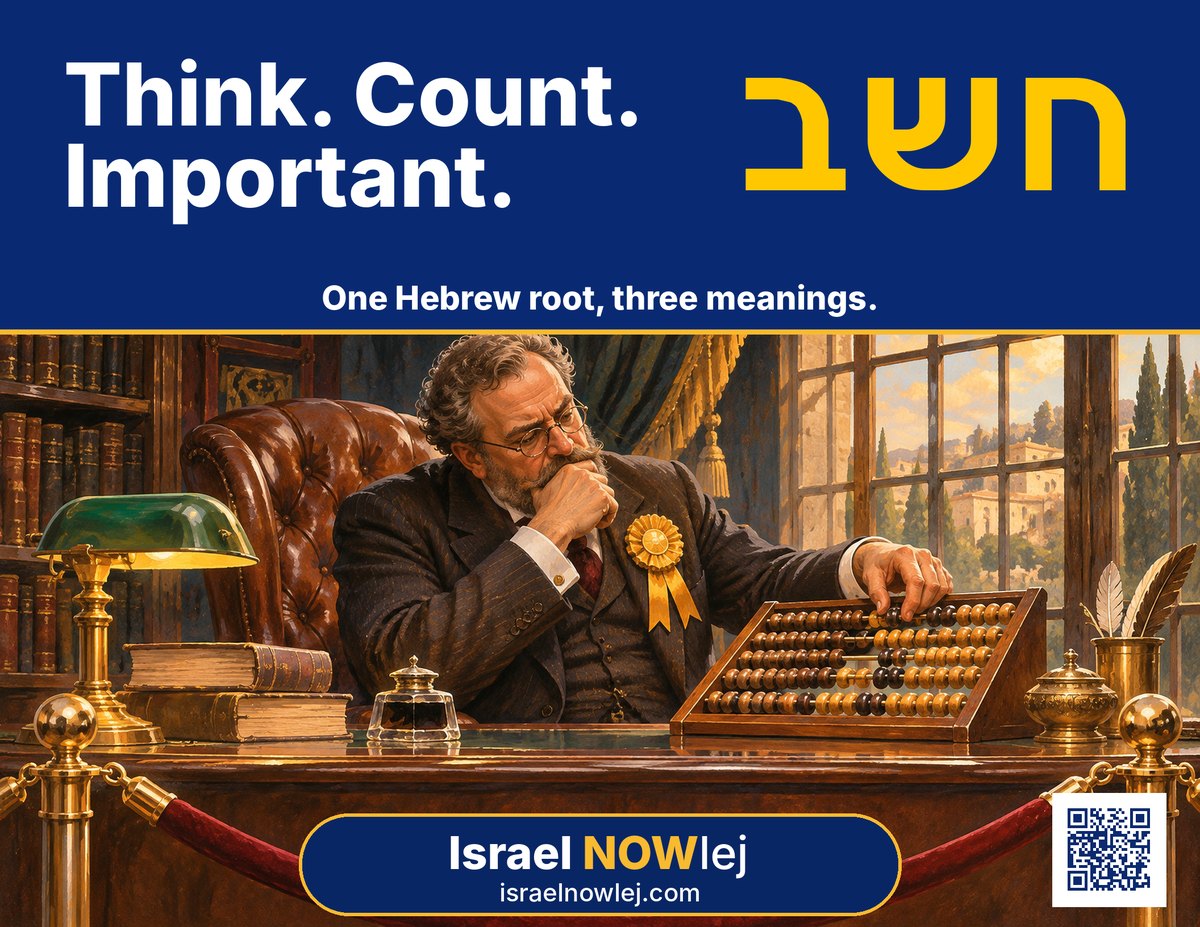 Think. Count.
Important.
חשב
One Hebrew root, three meanings.
Israel NOWlej
israelnowlej.com